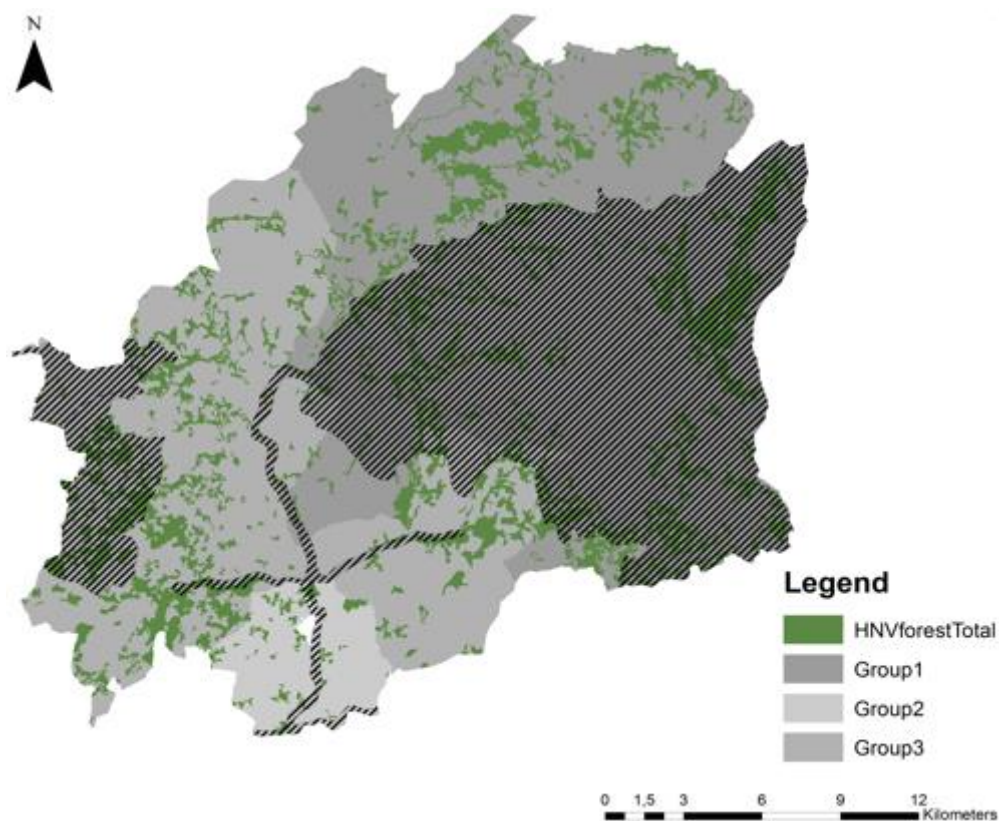 N
Legend
HNVforestTotal
Group1
Group2
Group3
0 1,5 3 6 9 12
Kilometers